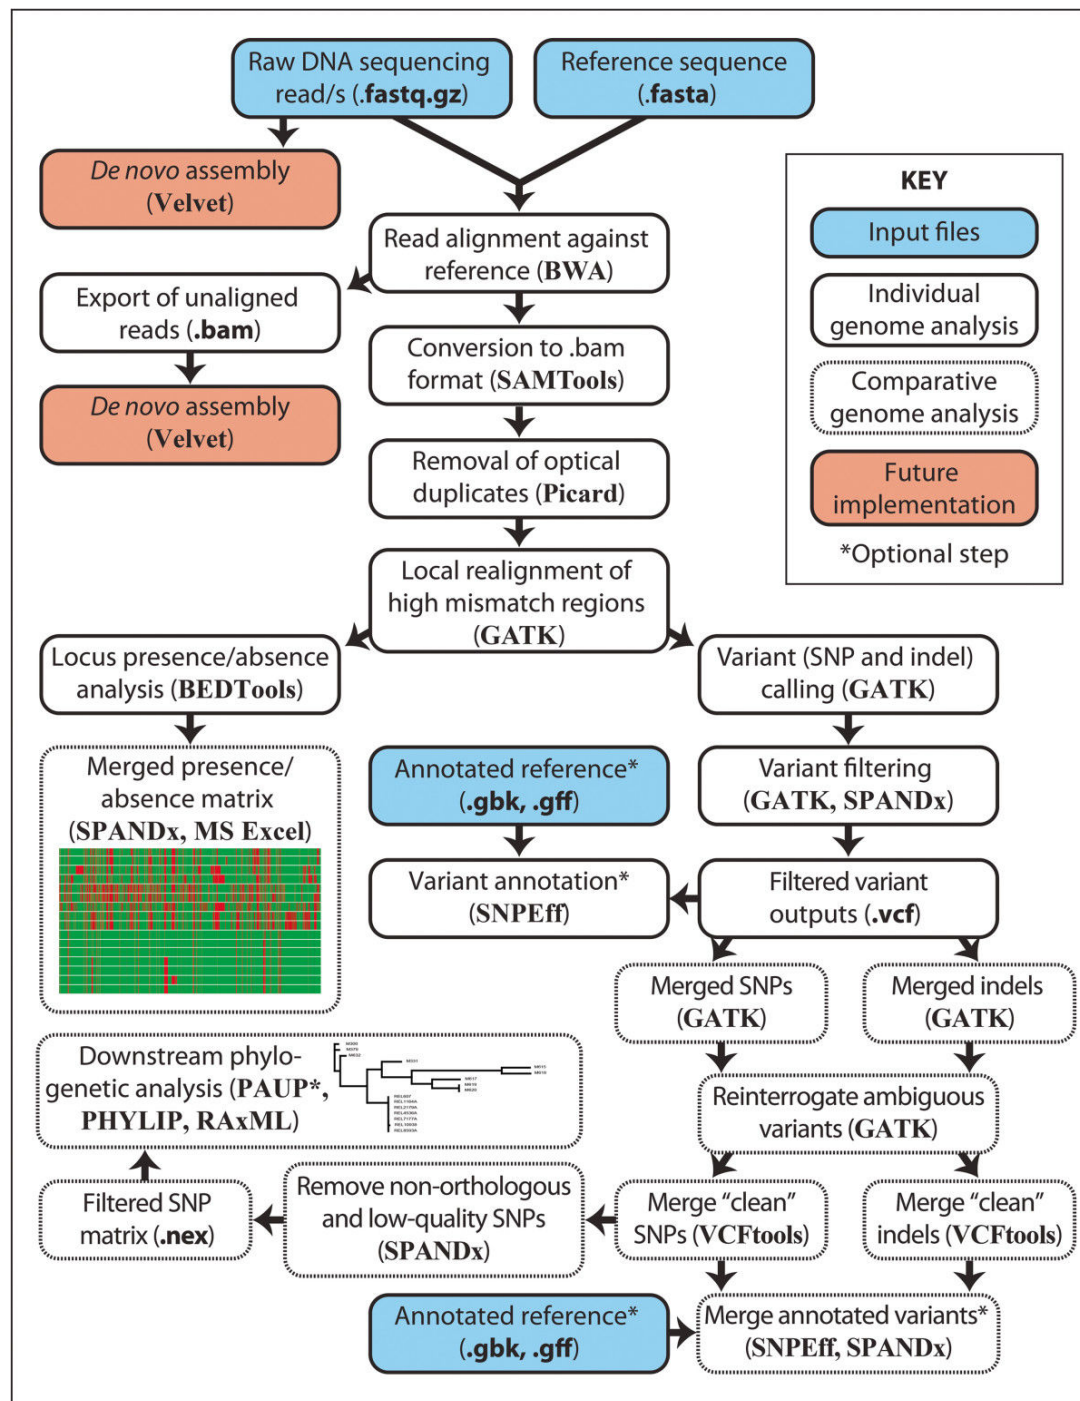 Raw DNA sequencing
read/s (.fastq.gz)
Reference sequence
(.fasta)
De novo assembly
(Velvet)
KEY
Input files
Individual
genome analysis
Comparative
genome analysis
Future
implementation
*Optional step
Read alignment against
reference (BWA)
Export of unaligned
reads (.bam)
De novo assembly
(Velvet)
Conversion to .bam
format (SAMTools)
Removal of optical
duplicates (Picard)
Local realignment of
high mismatch regions
(GATK)
Locus presence/absence
analysis (BEDTools)
Variant (SNP and indel)
calling (GATK)
Merged presence/
absence matrix
(SPANDx, MS Excel)
Annotated reference*
(.gbk, .gff)
Variant filtering
(GATK, SPANDx)
Variant annotation*
(SNPEff)
Filtered variant
outputs (.vcf)
Merged SNPs
(GATK)
Merged indels
(GATK)
Downstream phylo-
genetic analysis (PAUP*,
PHYLIP, RAxML)
Reinterrogate ambiguous
variants (GATK)
Filtered SNP
matrix (.nex)
Remove non-orthologous
and low-quality SNPs
(SPANDx)
Merge “clean”
SNPs (VCFtools)
Merge “clean”
indels (VCFtools)
Annotated reference*
(.gbk, .gff)
Merge annotated variants*
(SNPEff, SPANDx)